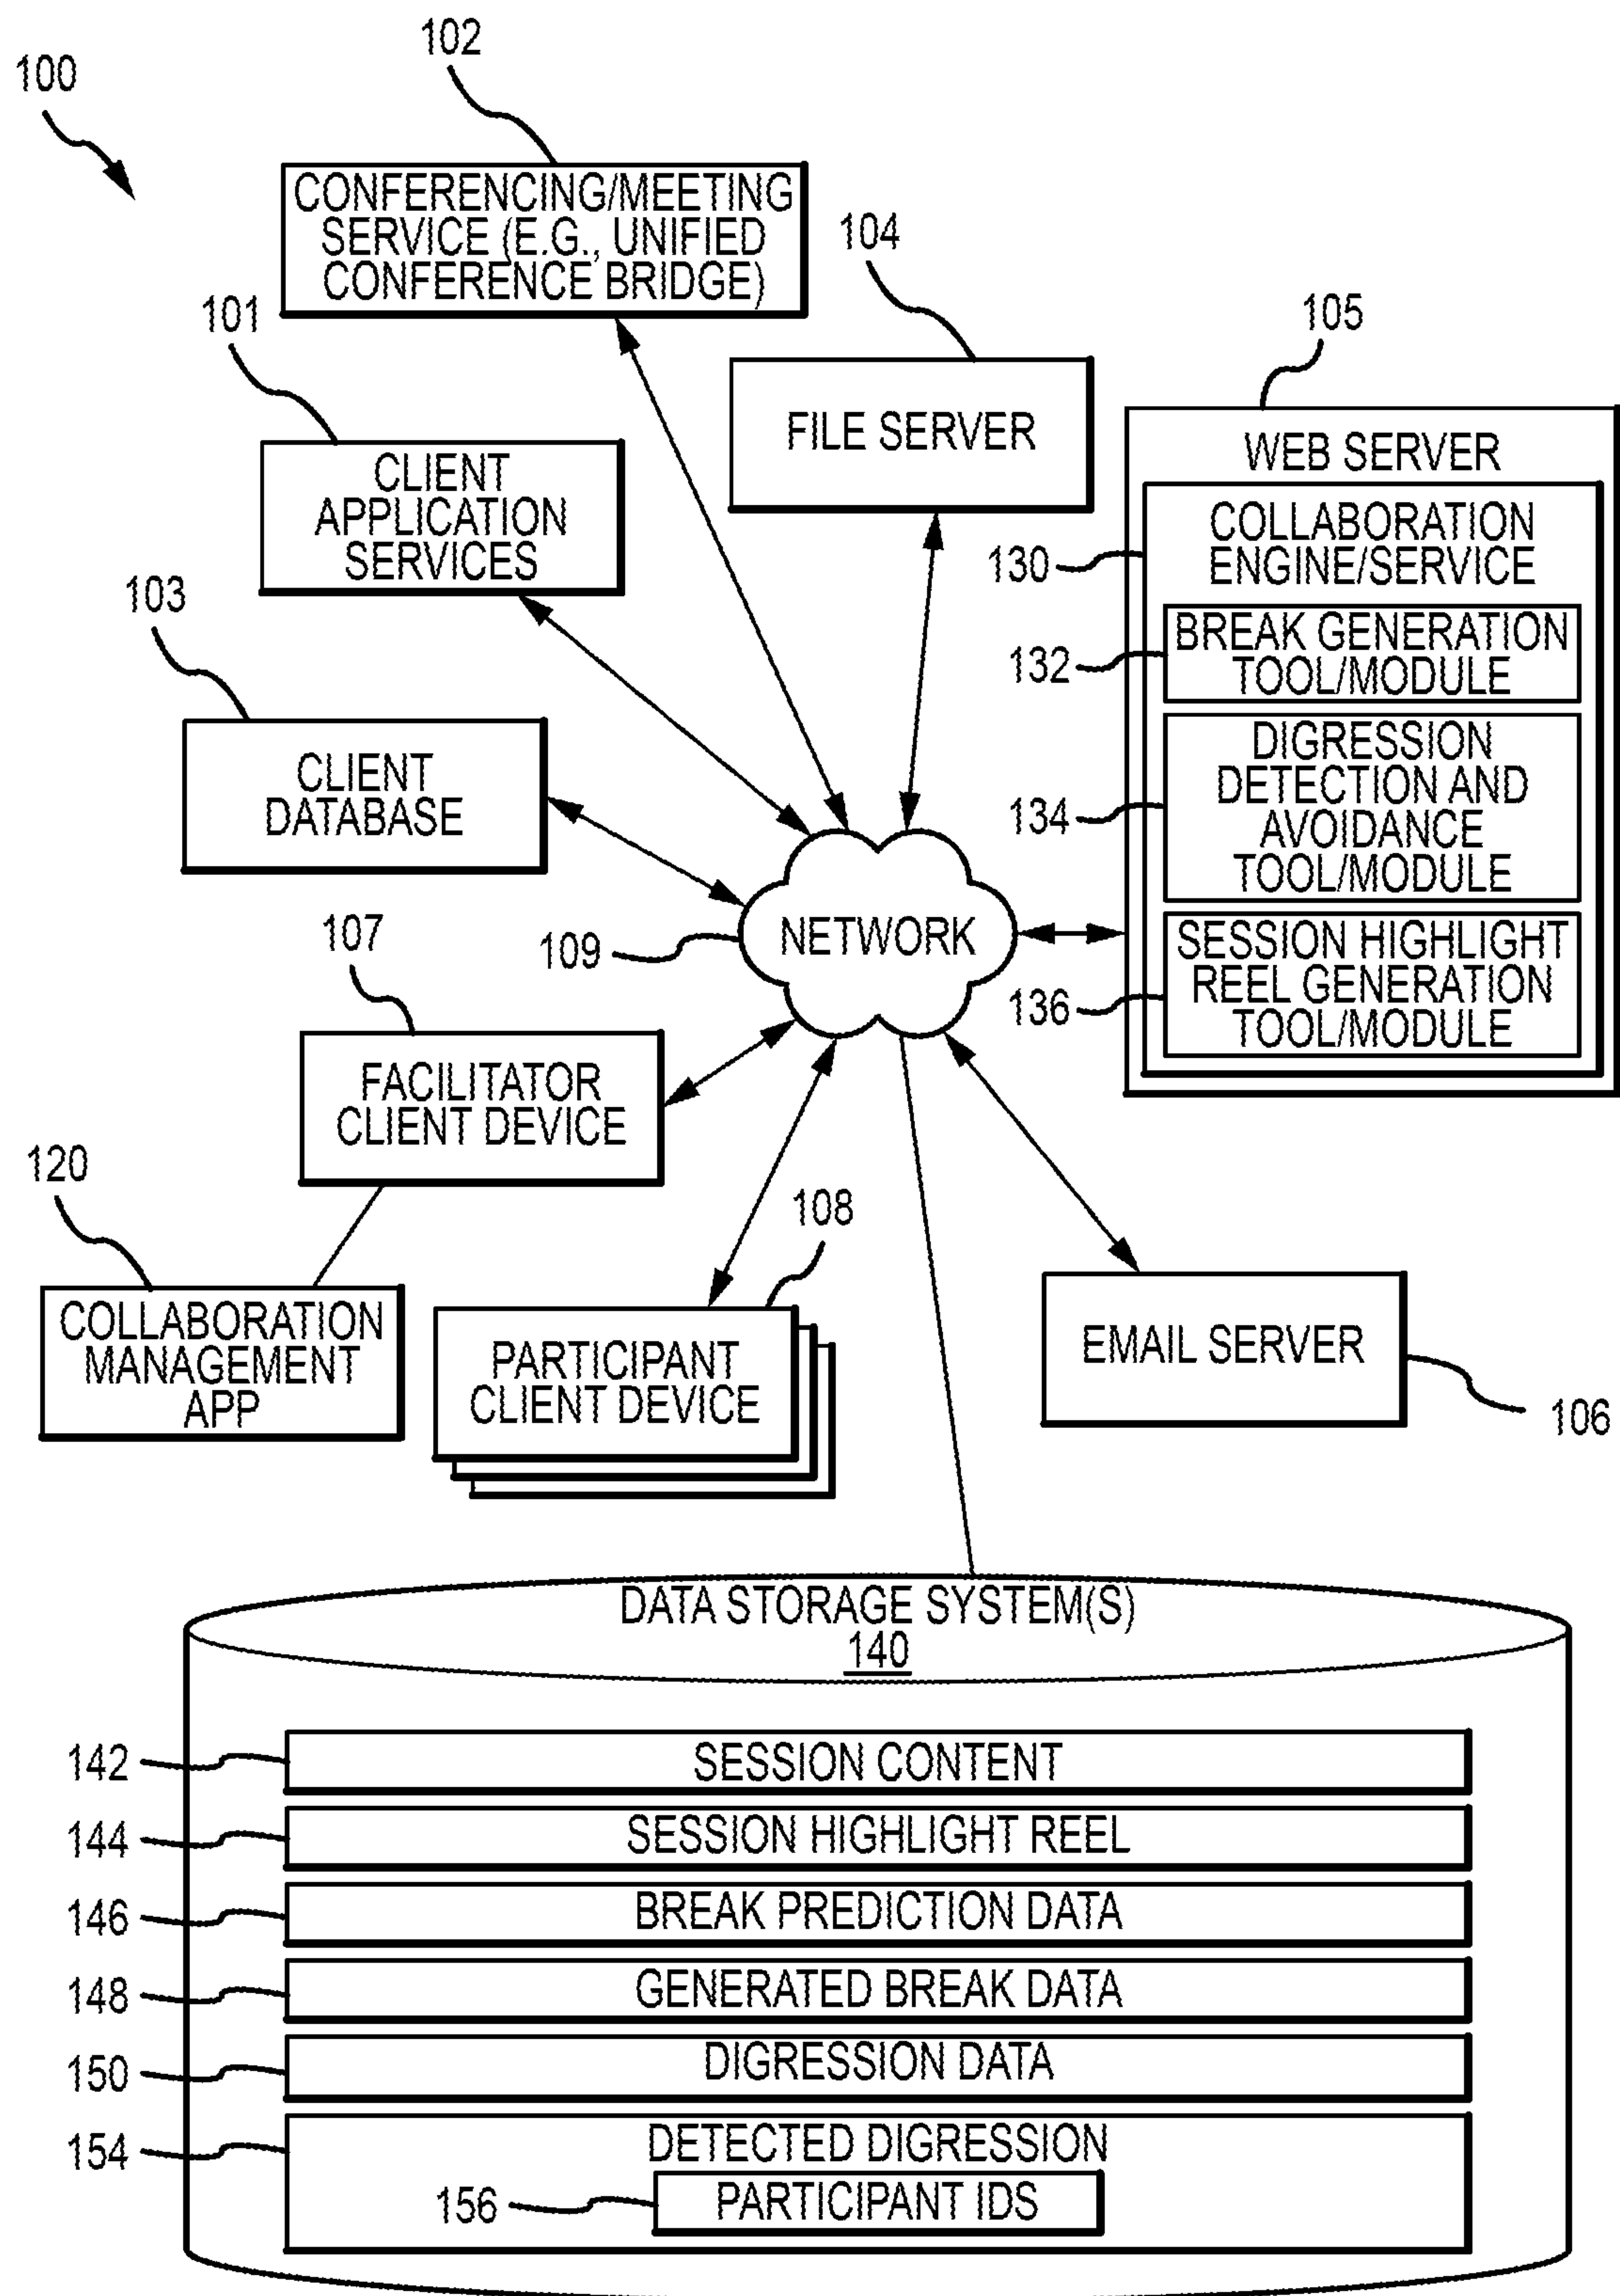 100
102
CONFERENCING/MEETING
SERVICE (E.G., UNIFIED
CONFERENCE BRIDGE)
101
CLIENT
APPLICATION
SERVICES
104
FILE SERVER
105
WEB SERVER
130
COLLABORATION
ENGINE/SERVICE
132
BREAK GENERATION
TOOL/MODULE
134
DIGRESSION
DETECTION AND
AVOIDANCE
TOOL/MODULE
136
SESSION HIGHLIGHT
REEL GENERATION
TOOL/MODULE
103
CLIENT
DATABASE
109
NETWORK
107
FACILITATOR
CLIENT DEVICE
120
COLLABORATION
MANAGEMENT
APP
108
PARTICIPANT
CLIENT DEVICE
EMAIL SERVER
106
DATA STORAGE SYSTEM(S)
140
142
SESSION CONTENT
144
SESSION HIGHLIGHT REEL
146
BREAK PREDICTION DATA
148
GENERATED BREAK DATA
150
DIGRESSION DATA
154
DETECTED DIGRESSION
156
PARTICIPANT IDS